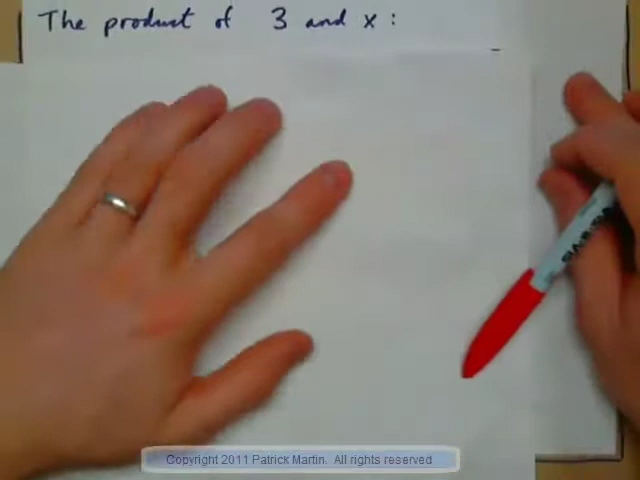 The product of 3 and x :
Copyright 2011 Patrick Martin. All rights reserved